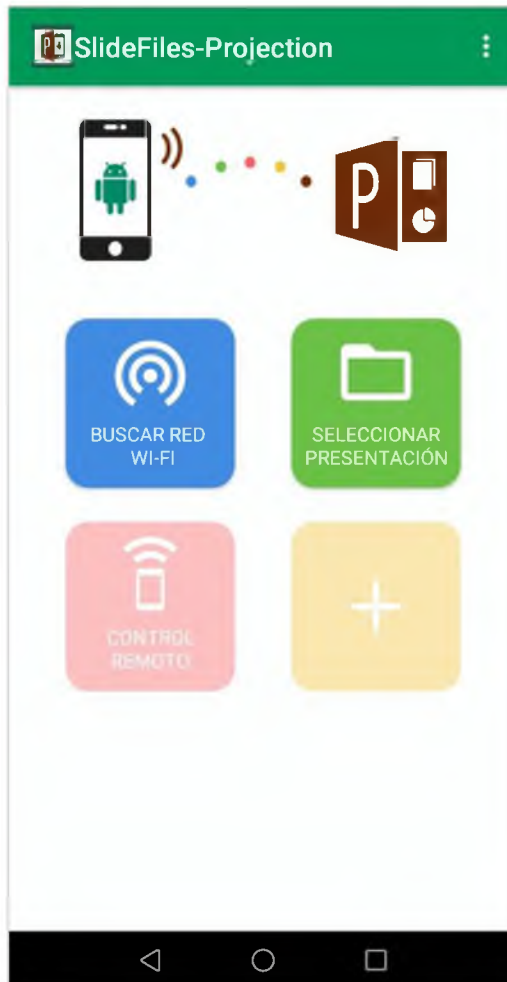 SlideFiles-Projection
P
BUSCAR RED
WI-FI
SELECCIONAR
PRESENTACIÓN
CONTROL
REMOTO